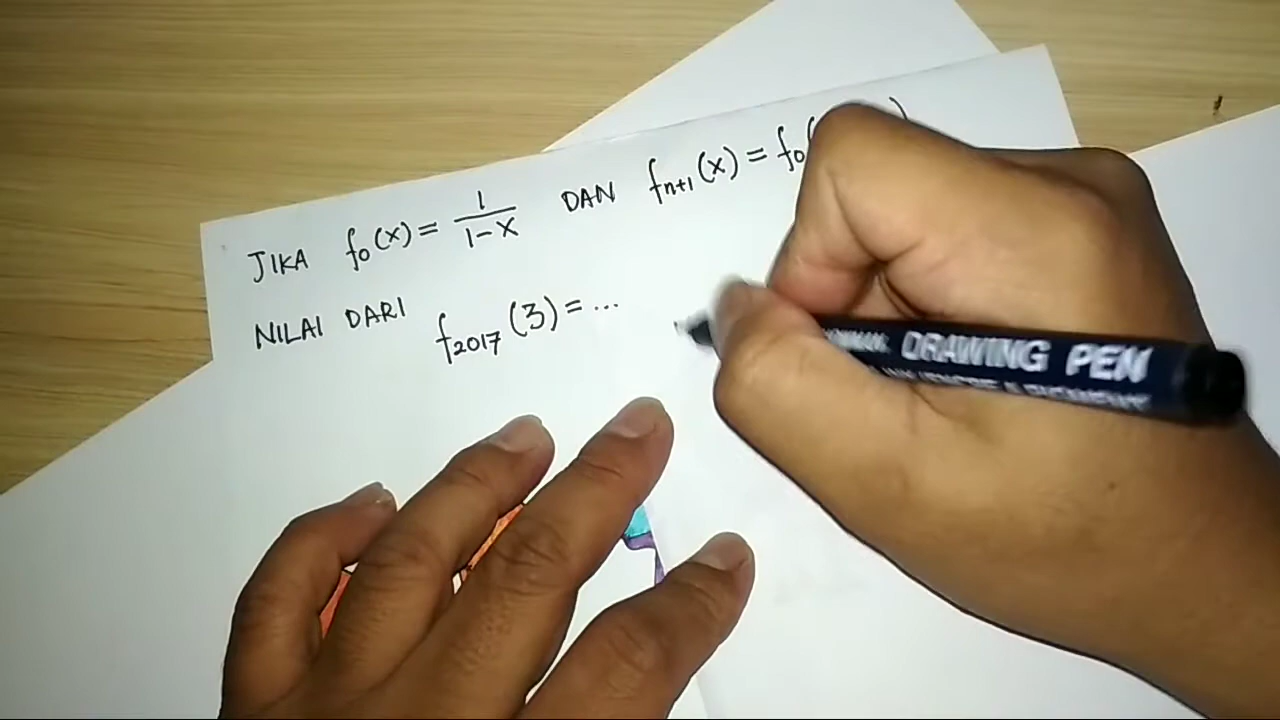 JIKA f₀(x) = 1/(1-x) DAN fₙ₊₁(x) = f₀(
NILAI DARI f₂₀₁₇(3) = ...
DRAWING PEN